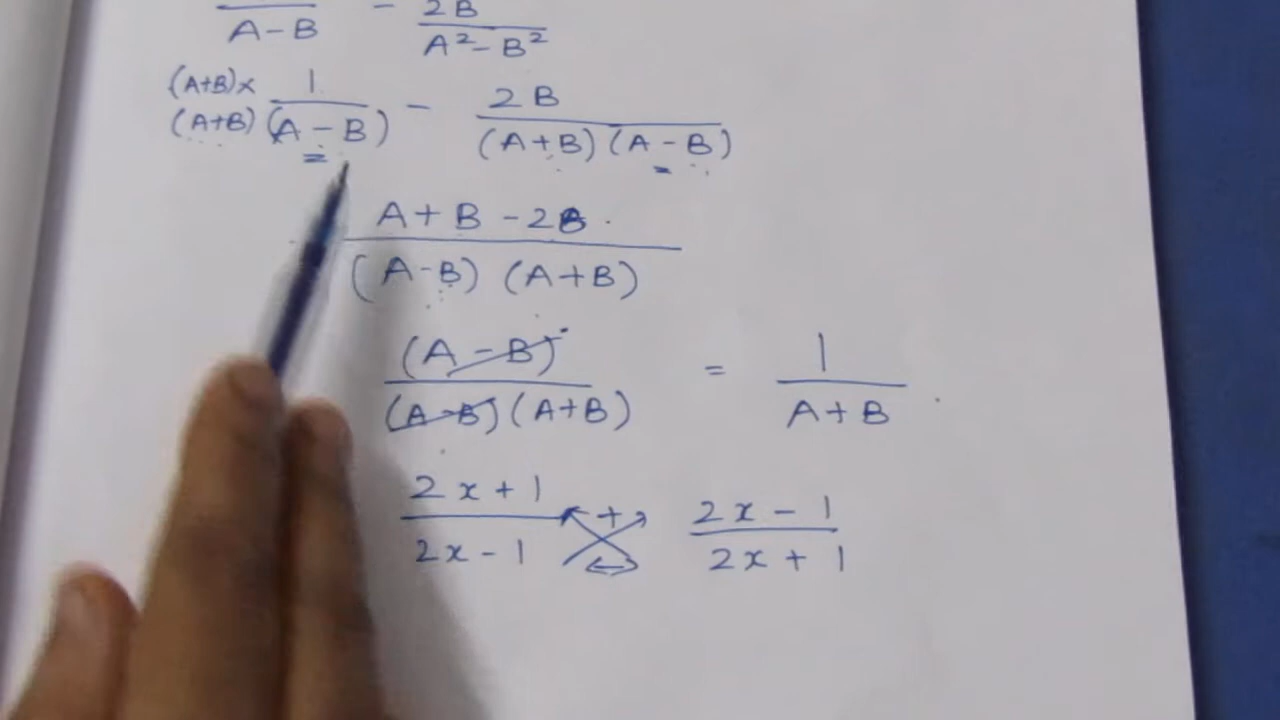 A-B - 2B / A²-B²
(A+B)× 1 / (A+B) (A-B) - 2B / (A+B) (A-B)
A+B-2B / (A-B) (A+B)
(A-B) / (A-B) (A+B) = 1 / A+B
2x+1 / 2x-1 + 2x-1 / 2x+1